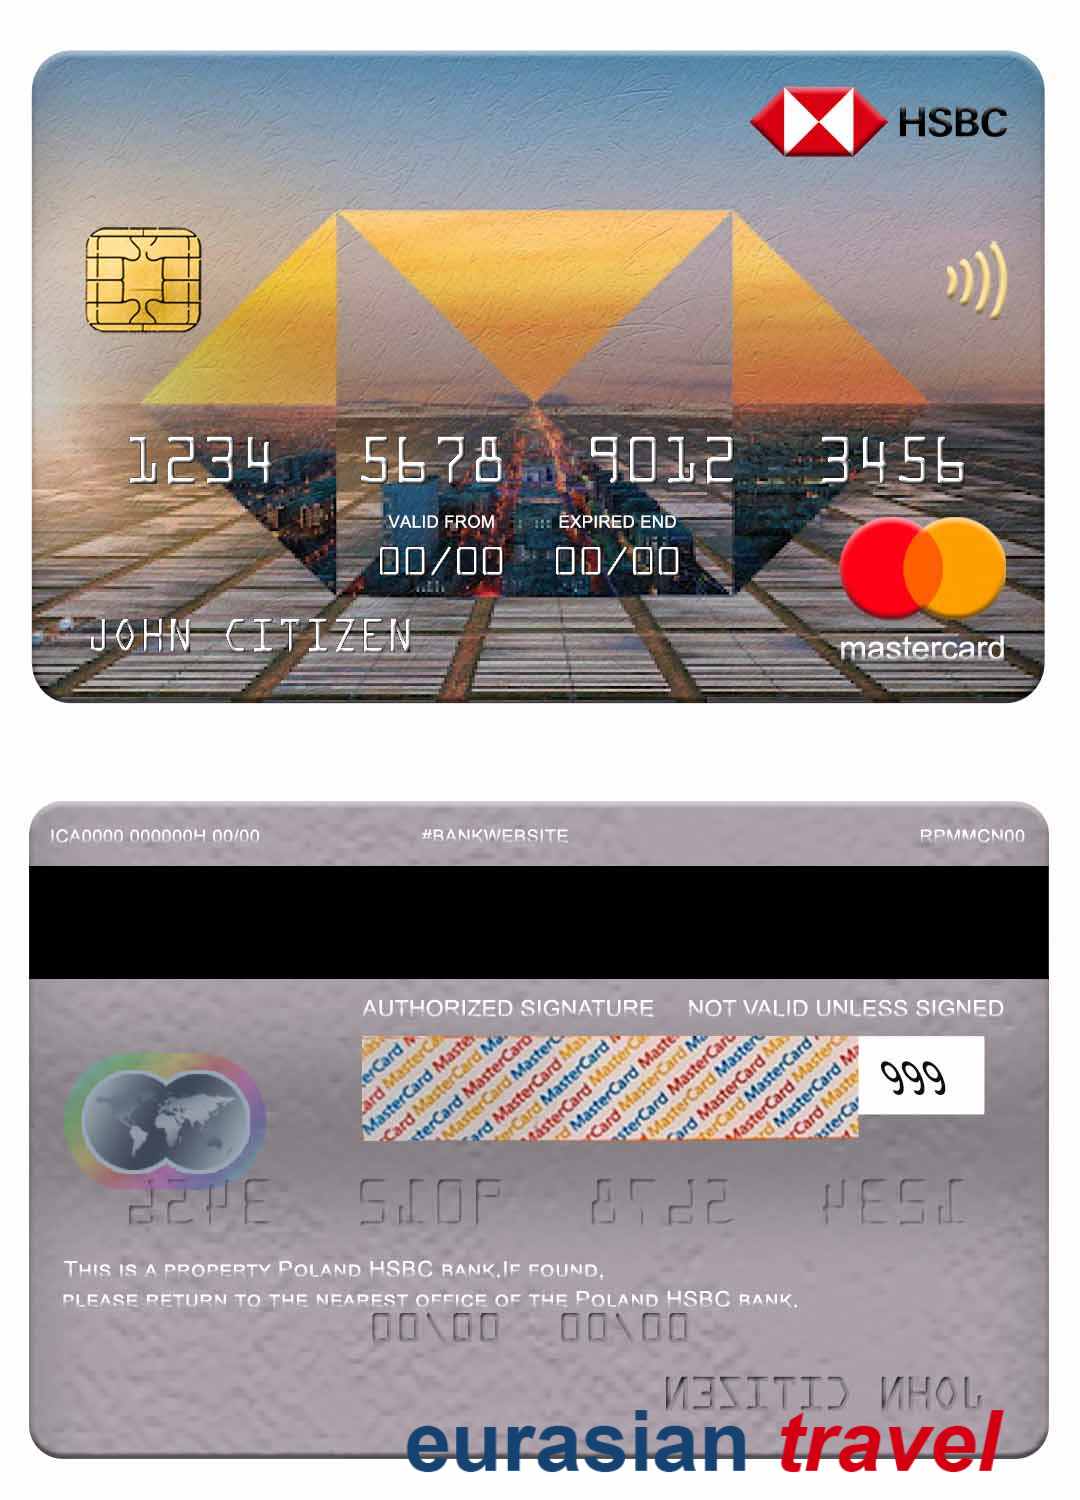 HSBC
1234 5678 9012 3456
VALID FROM EXPIRED END
00/00 00/00
JOHN CITIZEN
mastercard
ICA0000 000000H 00/00 #BANKWEBSITE RPMMCN00
AUTHORIZED SIGNATURE NOT VALID UNLESS SIGNED
MasterCard MasterCard MasterCard
999
3456 9012 5678 1234
THIS IS A PROPERTY POLAND HSBC BANK.IF FOUND,
PLEASE RETURN TO THE NEAREST OFFICE OF THE POLAND HSBC BANK.
00/00 00/00
JOHN CITIZEN
eurasian travel